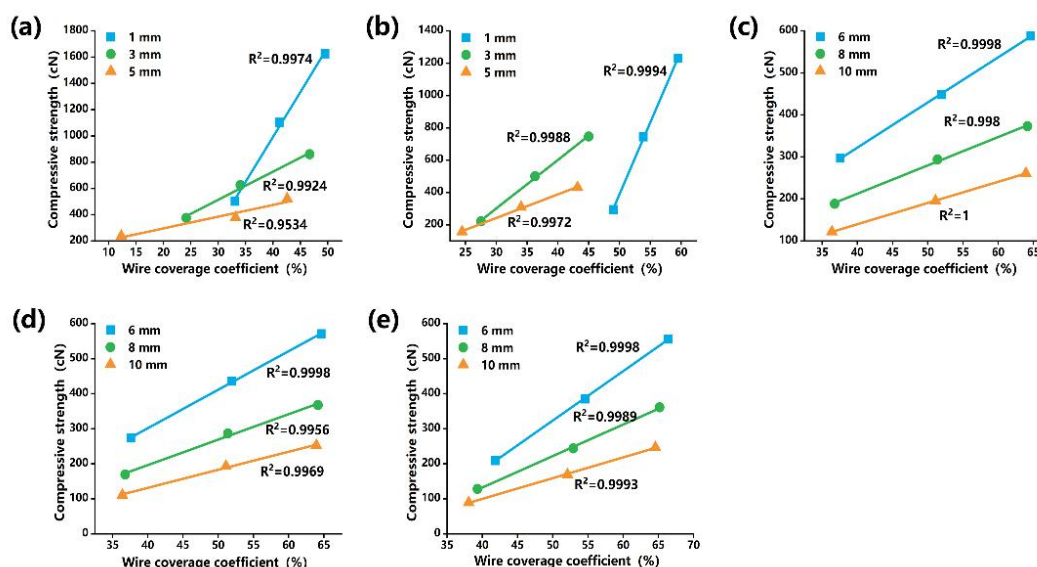 (a)
1 mm
3 mm
5 mm
R²=0.9974
R²=0.9924
R²=0.9534
Compressive strength (cN)
1800
1600
1400
1200
1000
800
600
400
200
10 15 20 25 30 35 40 45 50
Wire coverage coefficient (%)
(b)
1 mm
3 mm
5 mm
R²=0.9994
R²=0.9988
R²=0.9972
Compressive strength (cN)
1400
1200
1000
800
600
400
200
25 30 35 40 45 50 55 60
Wire coverage coefficient (%)
(c)
6 mm
8 mm
10 mm
R²=0.9998
R²=0.998
R²=1
Compressive strength (cN)
600
500
400
300
200
100
35 40 45 50 55 60 65
Wire coverage coefficient (%)
(d)
6 mm
8 mm
10 mm
R²=0.9998
R²=0.9956
R²=0.9969
Compressive strength (cN)
600
500
400
300
200
100
0
35 40 45 50 55 60 65
Wire coverage coefficient (%)
(e)
6 mm
8 mm
10 mm
R²=0.9998
R²=0.9989
R²=0.9993
Compressive strength (cN)
600
500
400
300
200
100
0
35 40 45 50 55 60 65 70
Wire coverage coefficient (%)